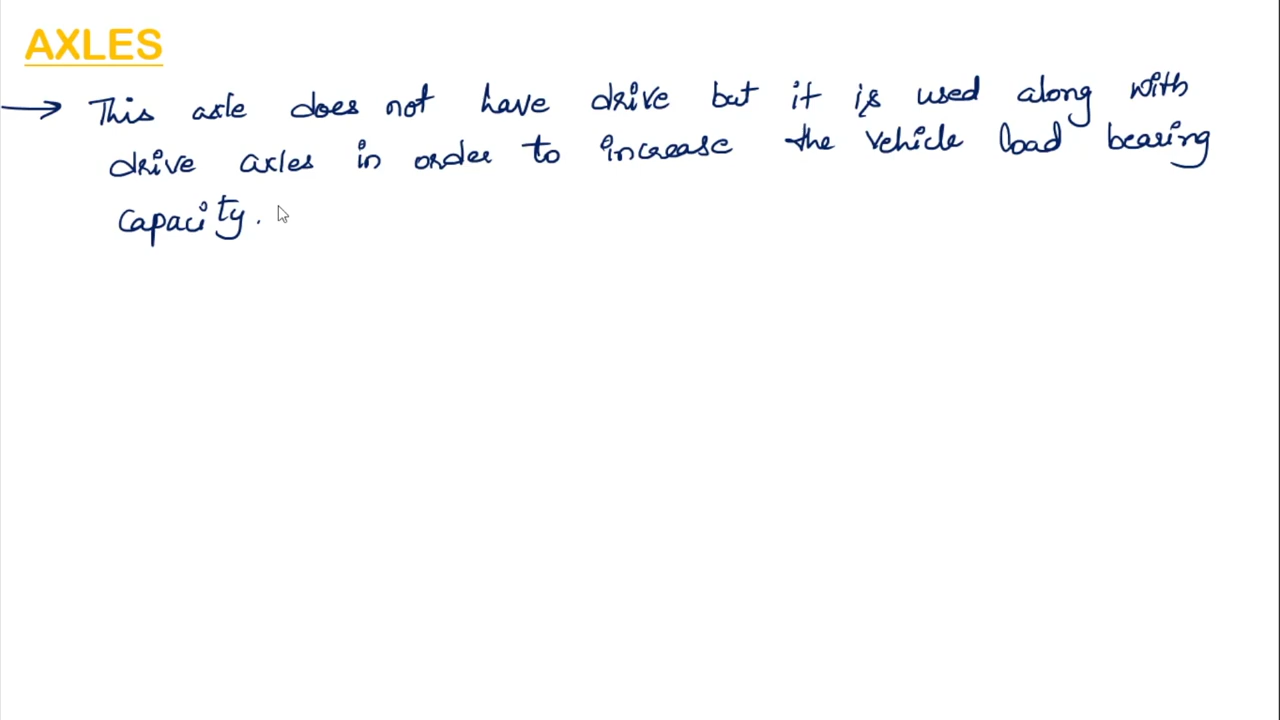 AXLES
→ This axle does not have drive but it is used along with
drive axles in order to increase the vehicle load bearing
capacity.